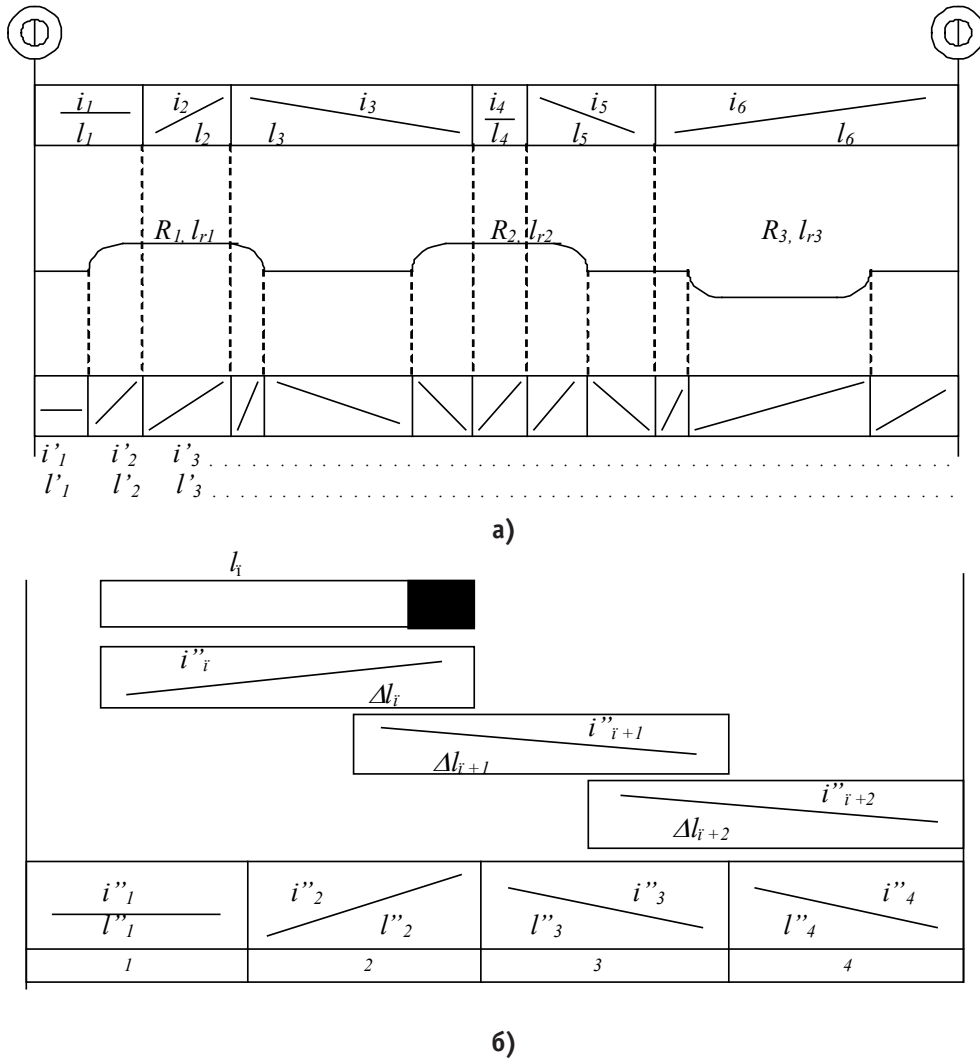 i1 i2 i3 i4 i5 i6
l1 l2 l3 l4 l5 l6
R1, lr1 R2, lr2 R3, lr3
i’1 i’2 i’3 . . . . . . . . . . . . . . . . . . . . . . . . . . . . . . . . . . . . . . . . . . . . . . . . . . . . . . . .
l’1 l’2 l’3 . . . . . . . . . . . . . . . . . . . . . . . . . . . . . . . . . . . . . . . . . . . . . . . . . . . . . . . .
а)
lï
i”ï
Δlï
i”ï+1
Δlï+1
i”ï+2
Δlï+2
i”1 i”2 i”3 i”4
l”1 l”2 l”3 l”4
1 2 3 4
б)